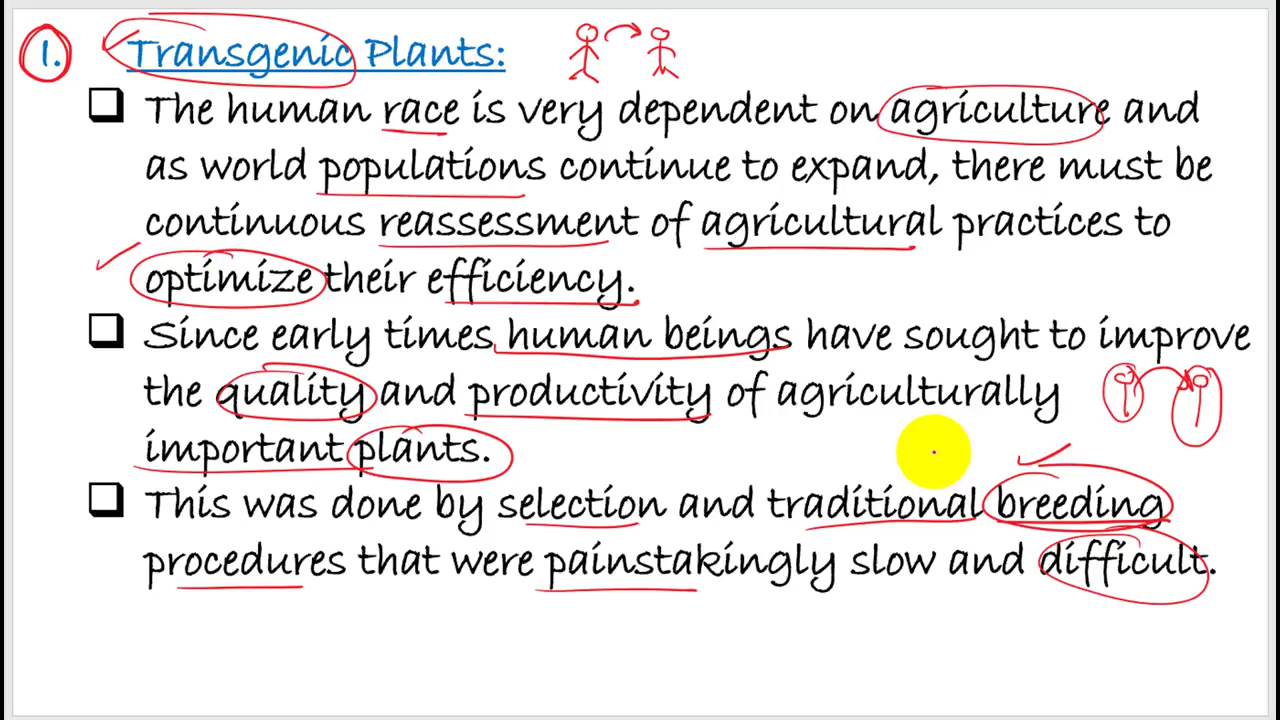 1. Transgenic Plants:
The human race is very dependent on agriculture and
as world populations continue to expand, there must be
continuous reassessment of agricultural practices to
optimize their efficiency.
Since early times human beings have sought to improve
the quality and productivity of agriculturally
important plants.
This was done by selection and traditional breeding
procedures that were painstakingly slow and difficult.